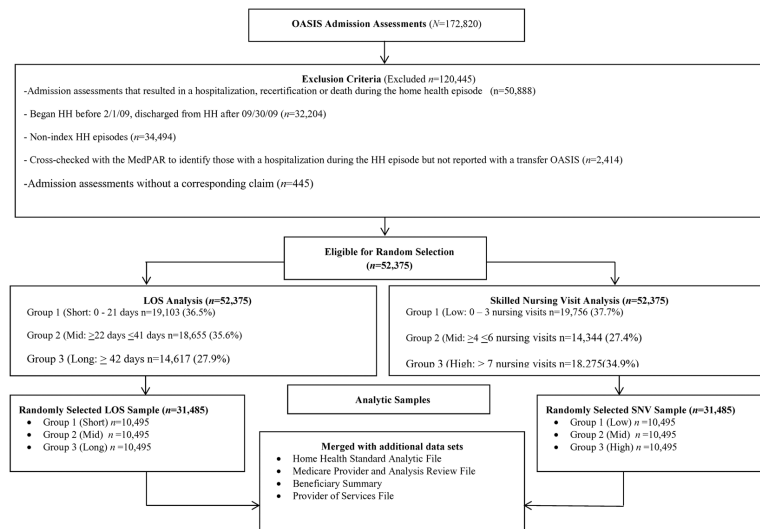 OASIS Admission Assessments (N=172,820)
Exclusion Criteria (Excluded n=120,445)
-Admission assessments that resulted in a hospitalization, recertification or death during the home health episode (n=50,888)
-Began HH before 2/1/09, discharged from HH after 09/30/09 (n=32,204)
-Non-index HH episodes (n=34,494)
-Cross-checked with the MedPAR to identify those with a hospitalization during the HH episode but not reported with a transfer OASIS (n=2,414)
-Admission assessments without a corresponding claim (n=445)
Eligible for Random Selection
(n=52,375)
LOS Analysis (n=52,375)
Group 1 (Short: 0 - 21 days n=19,103 (36.5%)
Group 2 (Mid: ≥22 days ≤41 days n=18,655 (35.6%)
Group 3 (Long: ≥ 42 days n=14,617 (27.9%)
Skilled Nursing Visit Analysis (n=52,375)
Group 1 (Low: 0 – 3 nursing visits n=19,756 (37.7%)
Group 2 (Mid: ≥4 ≤6 nursing visits n=14,344 (27.4%)
Group 3 (High: > 7 nursing visits n=18,275(34.9%)
Analytic Samples
Randomly Selected LOS Sample (n=31,485)
• Group 1 (Short) n=10,495
• Group 2 (Mid) n=10,495
• Group 3 (Long) n=10,495
Randomly Selected SNV Sample (n=31,485)
• Group 1 (Low) n=10,495
• Group 2 (Mid) n=10,495
• Group 3 (High) n=10,495
Merged with additional data sets
• Home Health Standard Analytic File
• Medicare Provider and Analysis Review File
• Beneficiary Summary
• Provider of Services File